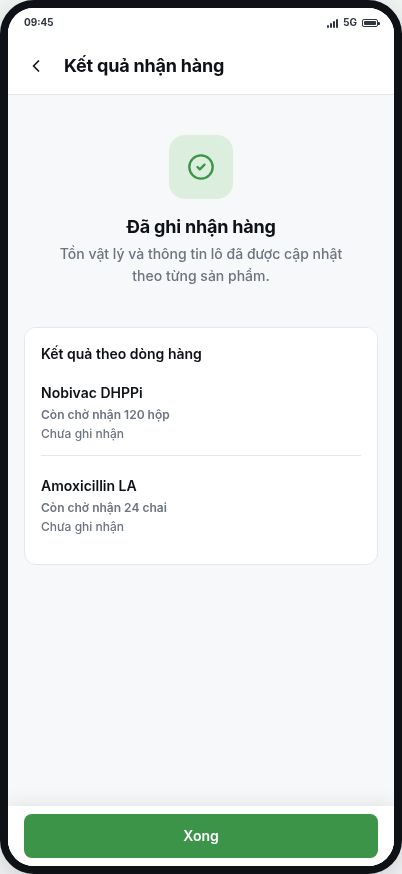 09:45
5G
Kết quả nhận hàng
Đã ghi nhận hàng
Tồn vật lý và thông tin lô đã được cập nhật
theo từng sản phẩm.
Kết quả theo dòng hàng
Nobivac DHPPi
Còn chờ nhận 120 hộp
Chưa ghi nhận
Amoxicillin LA
Còn chờ nhận 24 chai
Chưa ghi nhận
Xong